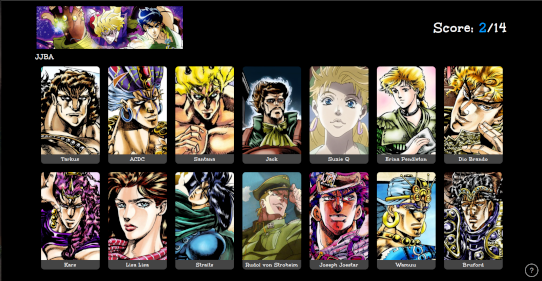 Score: 2/14
JJBA
Tarkus
ACDC
Santana
Jack
Suzie Q
Erina Pendleton
Dio Brando
Kars
Lisa Lisa
Straits
Rudol von Stroheim
Joseph Joestar
Wamuu
Bruford
?